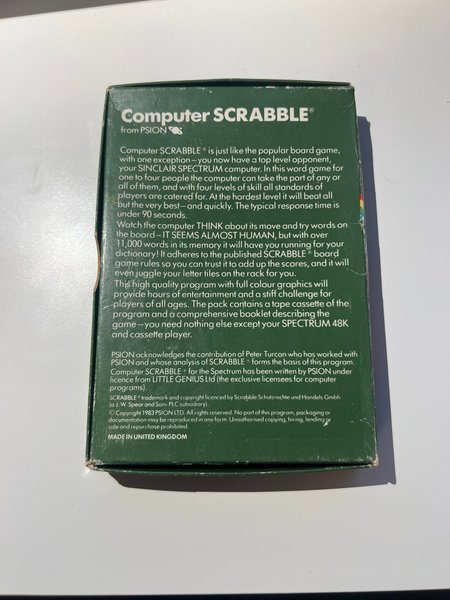 Computer SCRABBLE®
from PSION
Computer SCRABBLE® is just like the popular board game,
with one exception—you now have a top level opponent,
your SINCLAIR SPECTRUM computer. In this word game for
one to four people the computer can take the part of any or
all of them, and with four levels of skill all standards of
players are catered for. At the hardest level it will beat all
but the very best—and quickly. The typical response time is
under 90 seconds.
Watch the computer THINK about its move and try words on
the board—IT SEEMS ALMOST HUMAN, but with over
11,000 words in its memory it will have you running for your
dictionary! It adheres to the published SCRABBLE® board
game rules so you can trust it to add up the scores, and it will
even juggle your letter tiles on the rack for you.
This high quality program with full colour graphics will
provide hours of entertainment and a stiff challenge for
players of all ages. The pack contains a tape cassette of the
program and a comprehensive booklet describing the
game—you need nothing else except your SPECTRUM 48K
and cassette player.
PSION acknowledges the contribution of Peter Turcan who has worked with
PSION and whose analysis of SCRABBLE® forms the basis of this program.
Computer SCRABBLE® for the Spectrum has been written by PSION under
licence from LITTLE GENIUS Ltd (the exclusive licensees for computer
programs).
SCRABBLE® trademark and copyright licenced by Scrabble Schutzrechte und Handels Gmbh
(a J.W. Spear and Sons PLC subsidiary).
© Copyright 1983 PSION LTD. All rights reserved. No part of this program, packaging or
documentation may be reproduced in any form. Unauthorised copying, hiring, lending or
sale and repurchase prohibited.
MADE IN UNITED KINGDOM